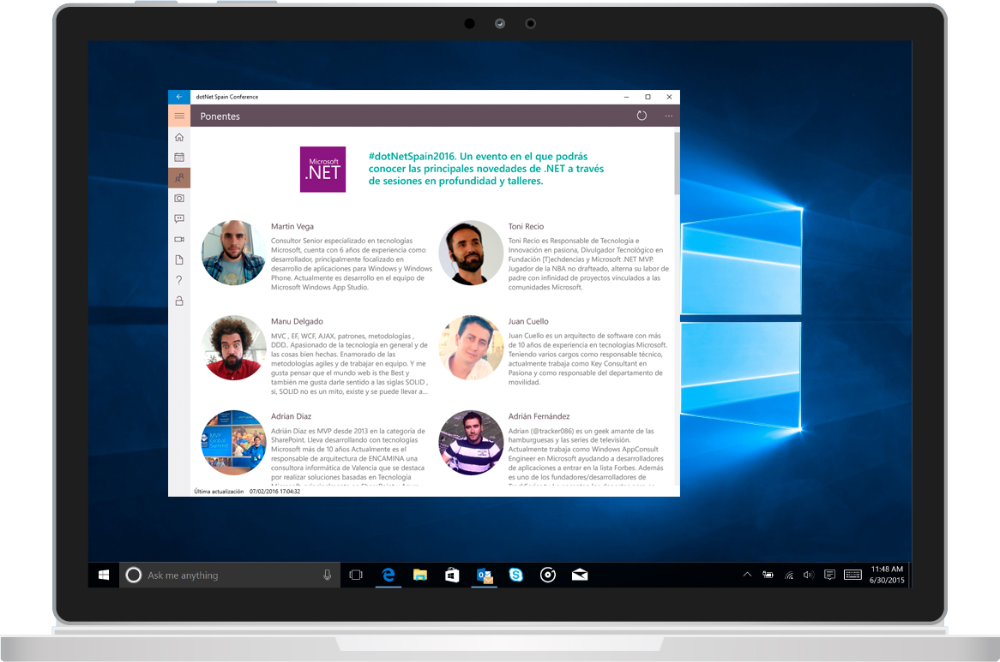 dotNet Spain Conference
Ponentes
Microsoft
.NET
#dotNetSpain2016. Un evento en el que podrás
conocer las principales novedades de .NET a través
de sesiones en profundidad y talleres.
Martin Vega
Consultor Senior especializado en tecnologías
Microsoft, cuenta con 6 años de experiencia como
desarrollador, principalmente focalizado en
desarrollo de aplicaciones para Windows y Windows
Phone. Actualmente es desarrollo en el equipo de
Microsoft Windows App Studio.
Toni Recio
Toni Recio es Responsable de Tecnología e
Innovación en pasiona, Divulgador Tecnológico en
Fundación [T]echdencias y Microsoft .NET MVP.
Jugador de la NBA no drafteado, alterna su labor de
padre con infinidad de proyectos vinculados a las
comunidades Microsoft.
Manu Delgado
MVC , EF, WCF, AJAX, patrones, metodologías ,
DDD.. Apasionado de la tecnología en general y de
las cosas bien hechas. Enamorado de las
metodologías agiles y de trabajar en equipo. Y me
gusta pensar que el mundo web is the Best y
también me gusta darle sentido a las siglas SOLID ,
si, SOLID no es un mito, existe y se puede llevar a...
Juan Cuello
Juan Cuello es un arquitecto de software con más
de 10 años de experiencia en tecnologías Microsoft.
Teniendo varios cargos como responsable técnico,
actualmente trabaja como Key Consultant en
Pasiona y como responsable del departamento de
movilidad.
MVP
Global
Summit
Adrian Diaz
Adrián Díaz es MVP desde 2013 en la categoría de
SharePoint. Lleva desarrollando con tecnologías
Microsoft más de 10 años Actualmente es el
responsable de arquitectura de ENCAMINA una
consultora informática de Valencia que se destaca
por realizar soluciones basadas en Tecnología
Adrián Fernández
Adrian (@tracker086) es un geek amante de las
hamburguesas y las series de televisión.
Actualmente trabaja como Windows AppConsult
Engineer en Microsoft ayudando a desarrolladores
de aplicaciones a entrar en la lista Forbes. Además
es uno de los fundadores/desarrolladores de
Última actualización 07/02/2016 17:04:32
Ask me anything
11:48 AM
6/30/2015